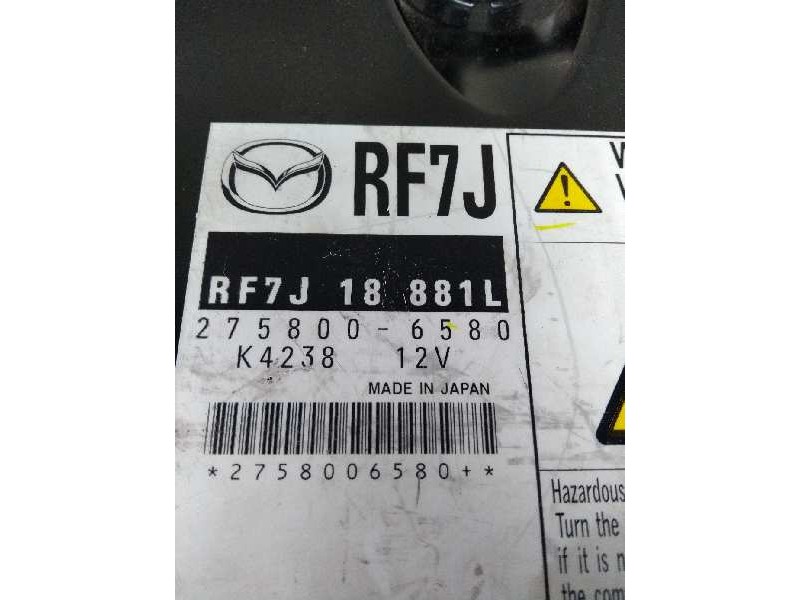 RF7J
RF7J 18 881L
275800-6580
K4238 12V
MADE IN JAPAN
*2758006580+*
Hazardous
Turn the
if it is n
the com